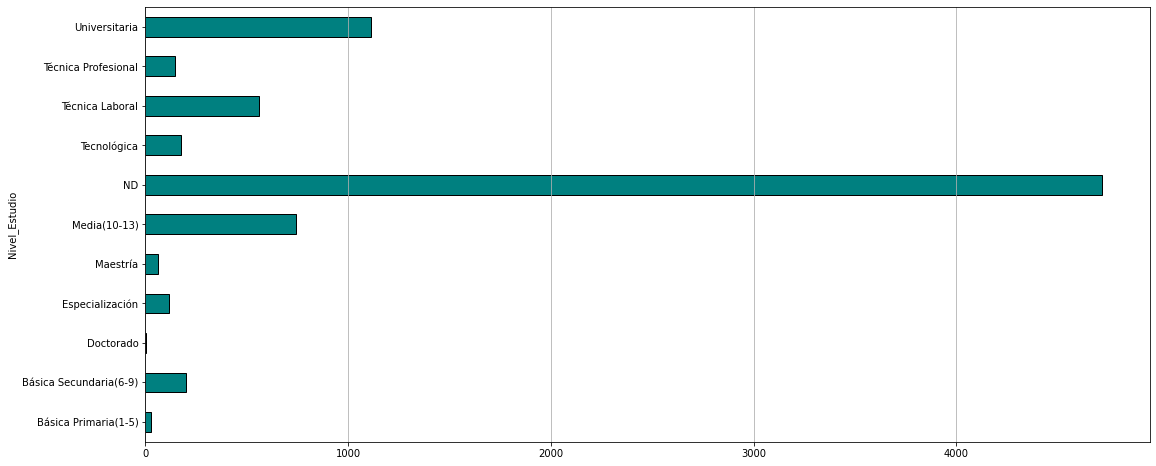 Universitaria
Técnica Profesional
Técnica Laboral
Tecnológica
ND
Media(10-13)
Maestría
Especialización
Doctorado
Básica Secundaria(6-9)
Básica Primaria(1-5)
Nivel_Estudio
0 1000 2000 3000 4000